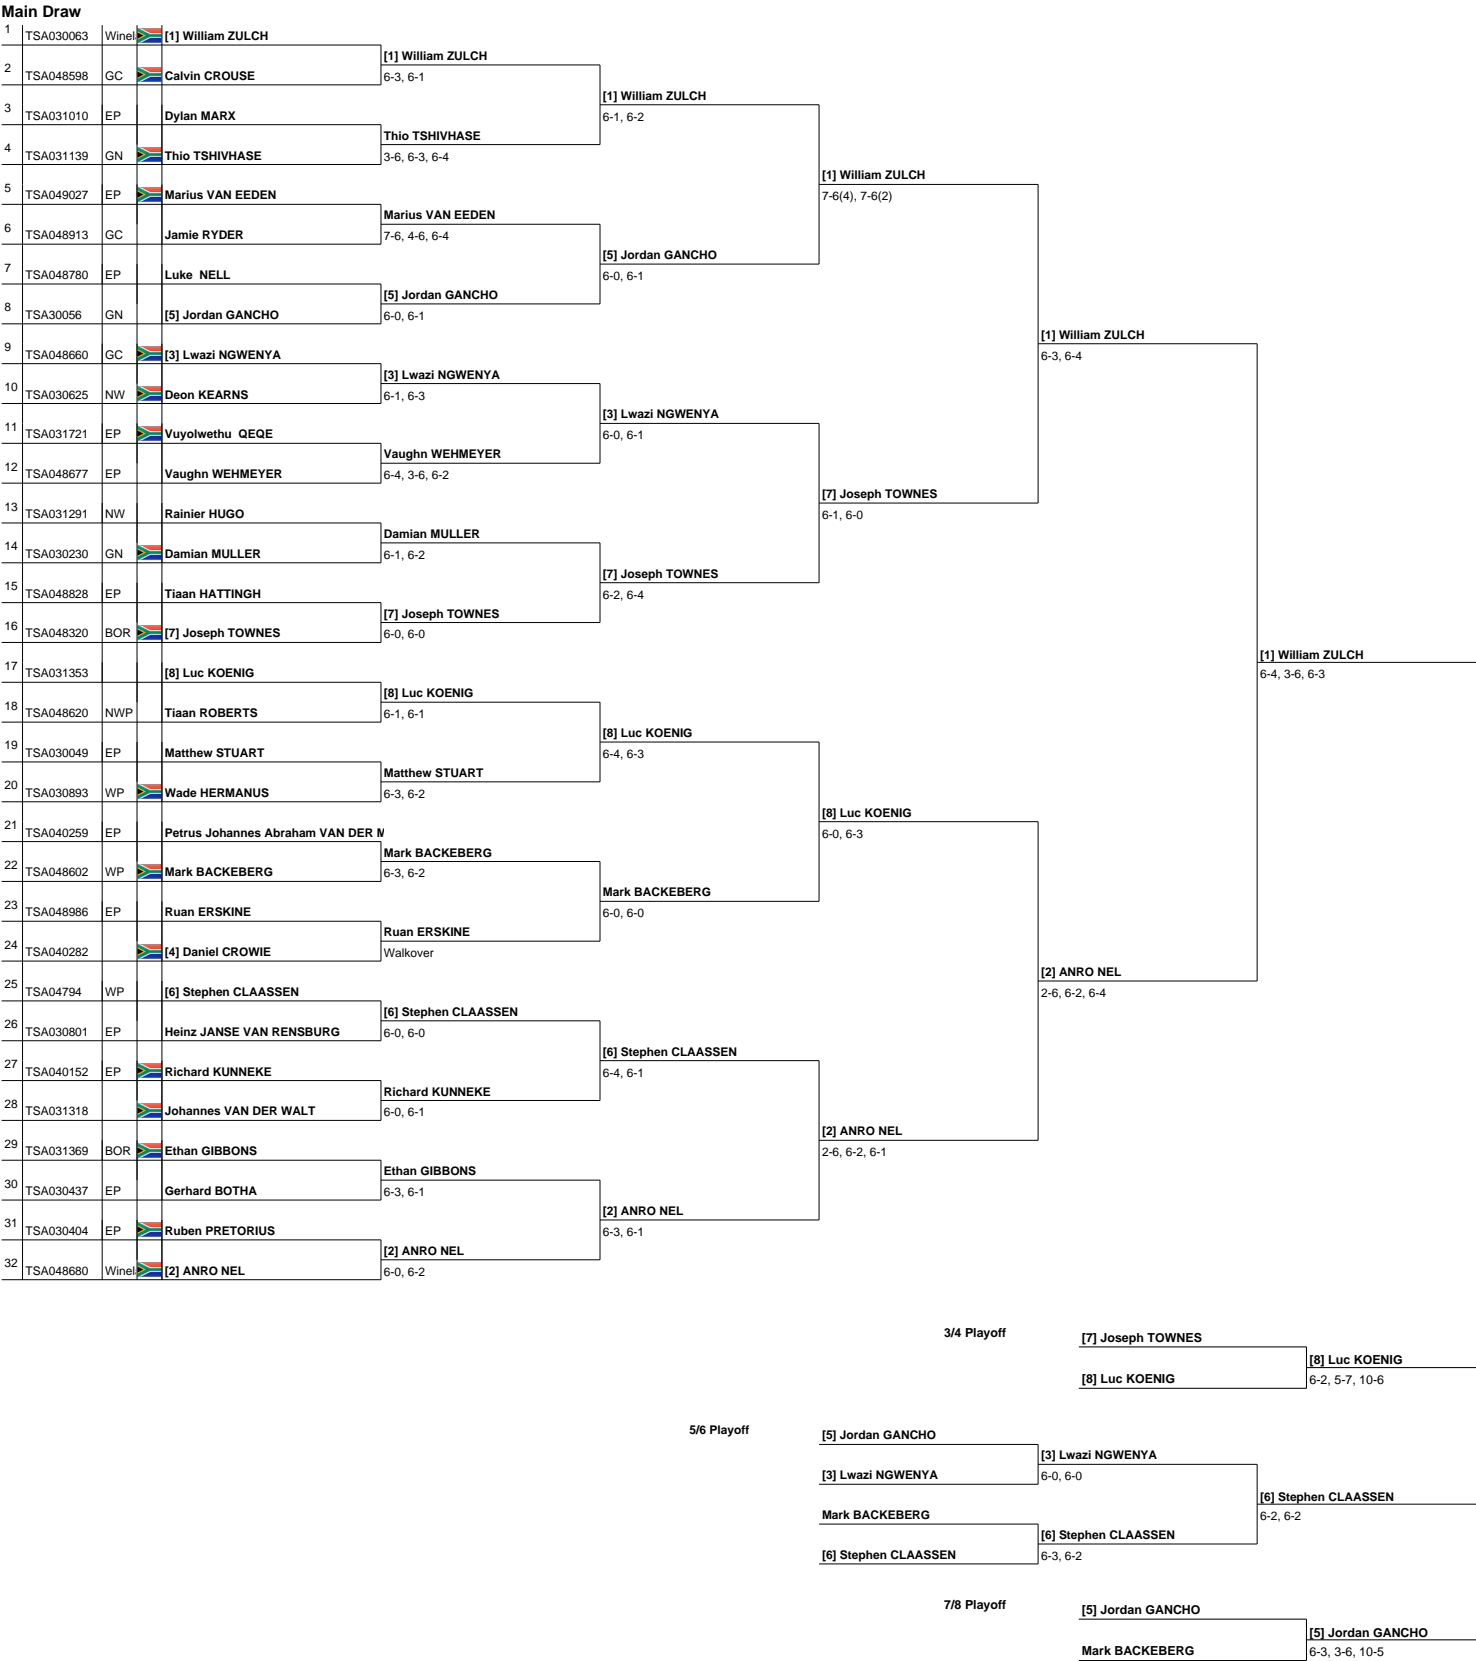 Main Draw
1 TSA030063 Winel [1] William ZULCH
[1] William ZULCH
2 TSA048598 GC Calvin CROUSE 6-3, 6-1
[1] William ZULCH
3 TSA031010 EP Dylan MARX 6-1, 6-2
Thio TSHIVHASE
4 TSA031139 GN Thio TSHIVHASE 3-6, 6-3, 6-4
[1] William ZULCH
5 TSA049027 EP Marius VAN EEDEN 7-6(4), 7-6(2)
Marius VAN EEDEN
6 TSA048913 GC Jamie RYDER 7-6, 4-6, 6-4
[5] Jordan GANCHO
7 TSA048780 EP Luke NELL 6-0, 6-1
[5] Jordan GANCHO
8 TSA30056 GN [5] Jordan GANCHO 6-0, 6-1
[1] William ZULCH
9 TSA048660 GC [3] Lwazi NGWENYA 6-3, 6-4
[3] Lwazi NGWENYA
10 TSA030625 NW Deon KEARNS 6-1, 6-3
[3] Lwazi NGWENYA
11 TSA031721 EP Vuyolwethu QEQE 6-0, 6-1
Vaughn WEHMEYER
12 TSA048677 EP Vaughn WEHMEYER 6-4, 3-6, 6-2
[7] Joseph TOWNES
13 TSA031291 NW Rainier HUGO 6-1, 6-0
Damian MULLER
14 TSA030230 GN Damian MULLER 6-1, 6-2
[7] Joseph TOWNES
15 TSA048828 EP Tiaan HATTINGH 6-2, 6-4
[7] Joseph TOWNES
16 TSA048320 BOR [7] Joseph TOWNES 6-0, 6-0
[1] William ZULCH
17 TSA031353 [8] Luc KOENIG 6-4, 3-6, 6-3
[8] Luc KOENIG
18 TSA048620 NWP Tiaan ROBERTS 6-1, 6-1
[8] Luc KOENIG
19 TSA030049 EP Matthew STUART 6-4, 6-3
Matthew STUART
20 TSA030893 WP Wade HERMANUS 6-3, 6-2
[8] Luc KOENIG
21 TSA040259 EP Petrus Johannes Abraham VAN DER M 6-0, 6-3
Mark BACKEBERG
22 TSA048602 WP Mark BACKEBERG 6-3, 6-2
Mark BACKEBERG
23 TSA048986 EP Ruan ERSKINE 6-0, 6-0
Ruan ERSKINE
24 TSA040282 [4] Daniel CROWIE Walkover
[2] ANRO NEL
25 TSA04794 WP [6] Stephen CLAASSEN 2-6, 6-2, 6-4
[6] Stephen CLAASSEN
26 TSA030801 EP Heinz JANSE VAN RENSBURG 6-0, 6-0
[6] Stephen CLAASSEN
27 TSA040152 EP Richard KUNNEKE 6-4, 6-1
Richard KUNNEKE
28 TSA031318 Johannes VAN DER WALT 6-0, 6-1
[2] ANRO NEL
29 TSA031369 BOR Ethan GIBBONS 2-6, 6-2, 6-1
Ethan GIBBONS
30 TSA030437 EP Gerhard BOTHA 6-3, 6-1
[2] ANRO NEL
31 TSA030404 EP Ruben PRETORIUS 6-3, 6-1
[2] ANRO NEL
32 TSA048680 Winel [2] ANRO NEL 6-0, 6-2
3/4 Playoff [7] Joseph TOWNES
[8] Luc KOENIG
[8] Luc KOENIG 6-2, 5-7, 10-6
5/6 Playoff [5] Jordan GANCHO
[3] Lwazi NGWENYA
[3] Lwazi NGWENYA 6-0, 6-0
[6] Stephen CLAASSEN
Mark BACKEBERG 6-2, 6-2
[6] Stephen CLAASSEN
[6] Stephen CLAASSEN 6-3, 6-2
7/8 Playoff [5] Jordan GANCHO
[5] Jordan GANCHO
Mark BACKEBERG 6-3, 3-6, 10-5